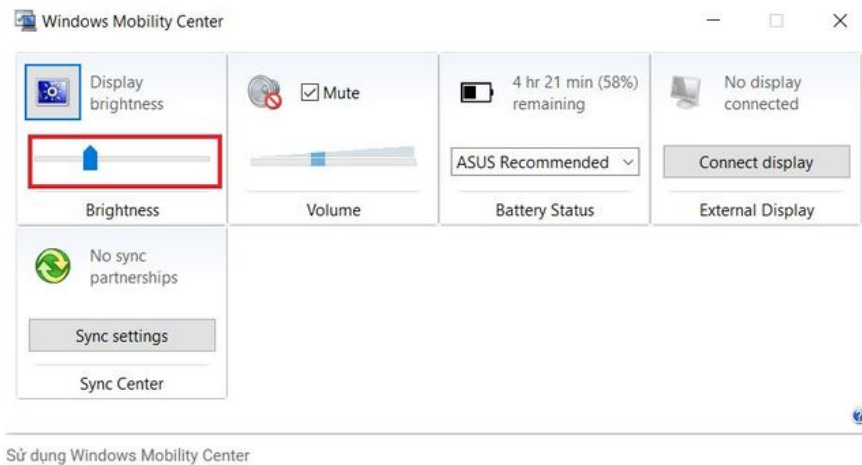 Windows Mobility Center
Display
brightness
Brightness
Mute
Volume
4 hr 21 min (58%)
remaining
ASUS Recommended
Battery Status
No display
connected
Connect display
External Display
No sync
partnerships
Sync settings
Sync Center
Sử dụng Windows Mobility Center